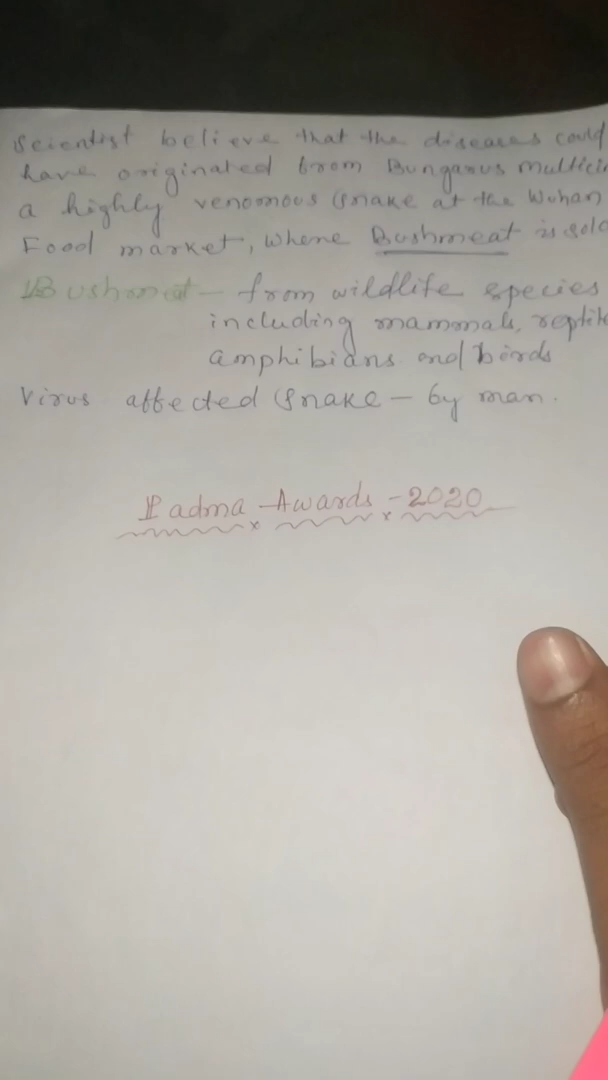 Scientist believe that the diseases could
have originated from Bungarus multicin
a highly venomous snake at the Wuhan
Food market, where Bushmeat is sold
Bushmeat - from wildlife species
including mammals, reptile
amphibians and birds
Virus affected snake - by man.
Padma Awards - 2020